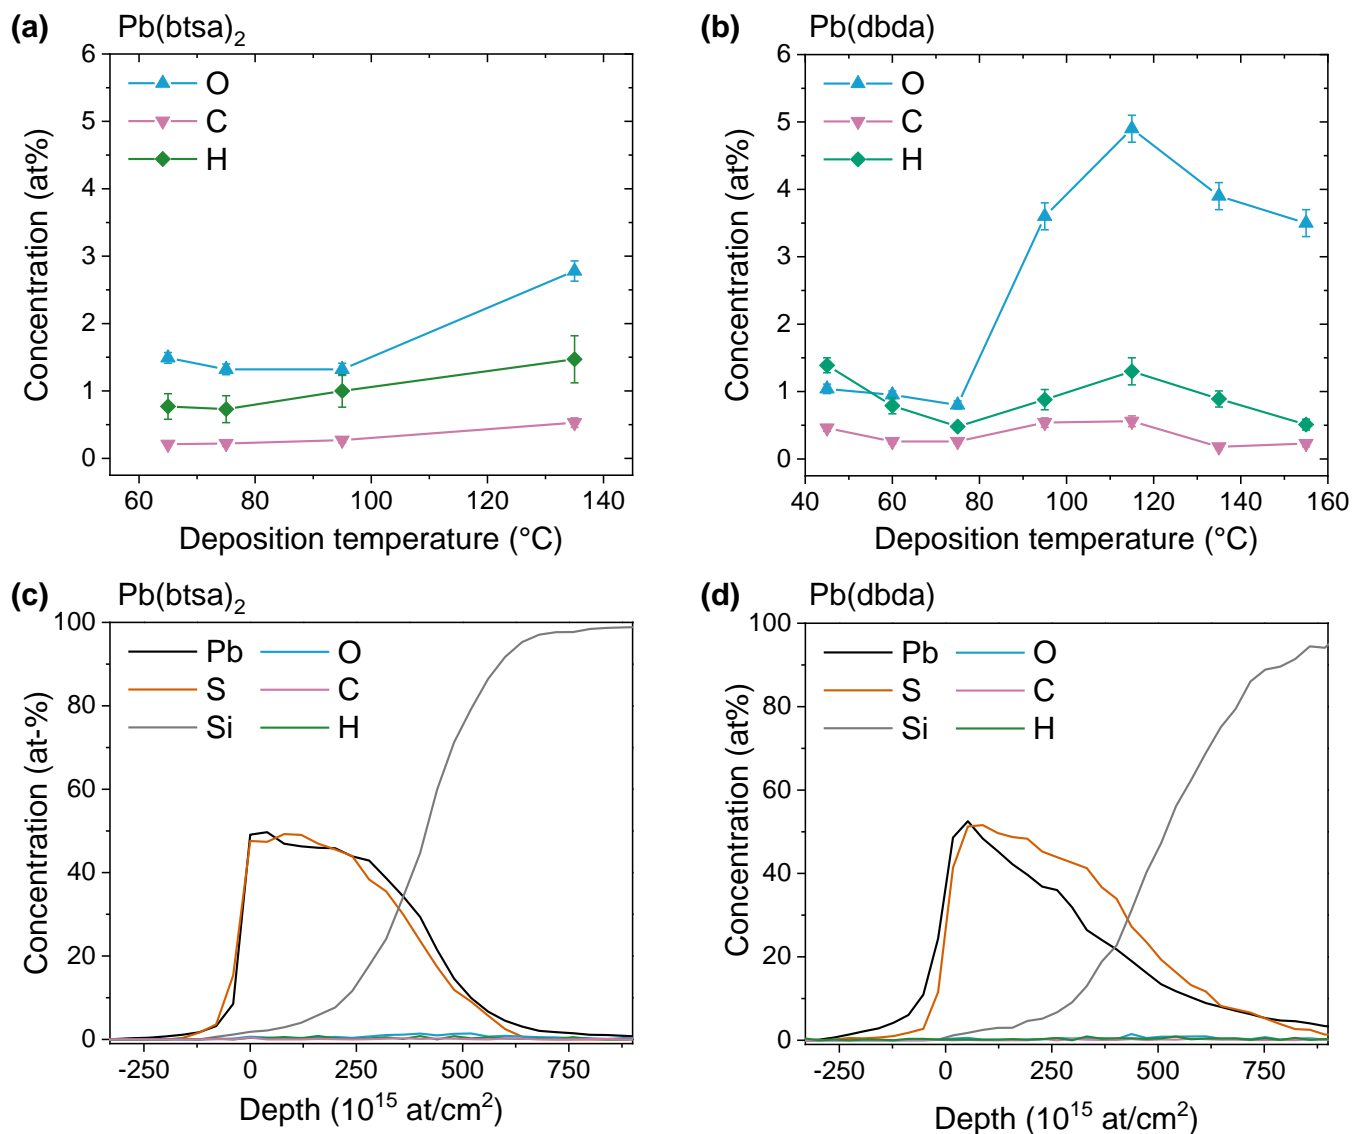 (a) Pb(btsa)2
6
5
4
3
2
1
0
O
C
H
60 80 100 120 140
Concentration (at%)
Deposition temperature (°C)
(b) Pb(dbda)
6
5
4
3
2
1
0
O
C
H
40 60 80 100 120 140 160
Concentration (at%)
Deposition temperature (°C)
(c) Pb(btsa)2
100
80
60
40
20
0
Pb O
S C
Si H
-250 0 250 500 750
Concentration (at-%)
Depth (10^15 at/cm^2)
(d) Pb(dbda)
100
80
60
40
20
0
Pb O
S C
Si H
-250 0 250 500 750
Concentration (at%)
Depth (10^15 at/cm^2)